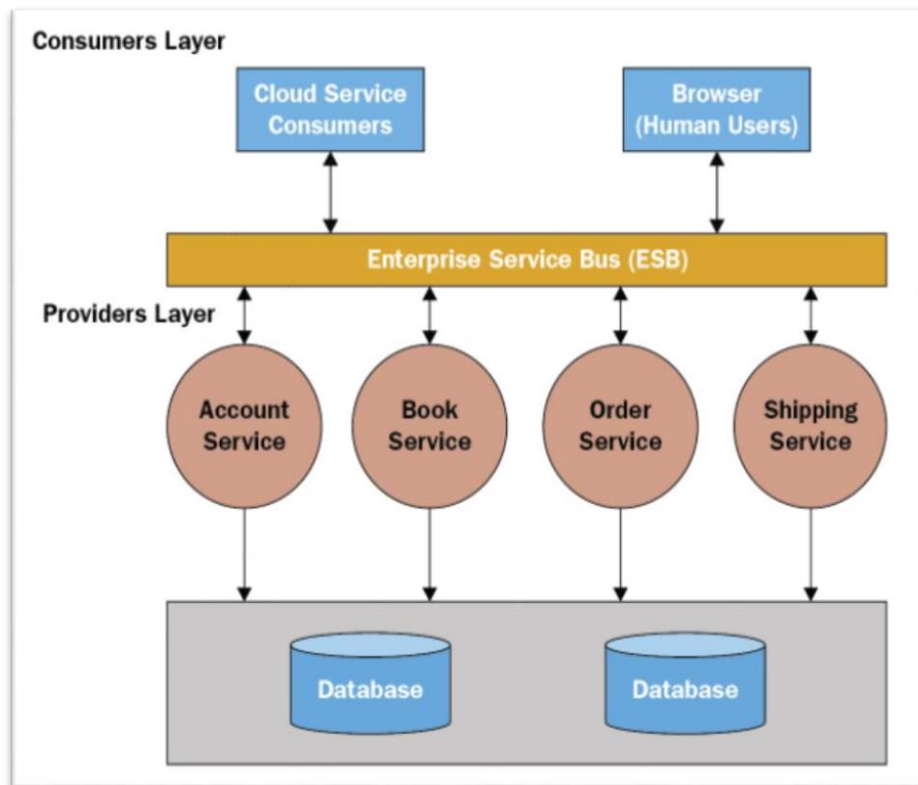 Consumers Layer
Cloud Service
Consumers
Browser
(Human Users)
Enterprise Service Bus (ESB)
Providers Layer
Account
Service
Book
Service
Order
Service
Shipping
Service
Database
Database